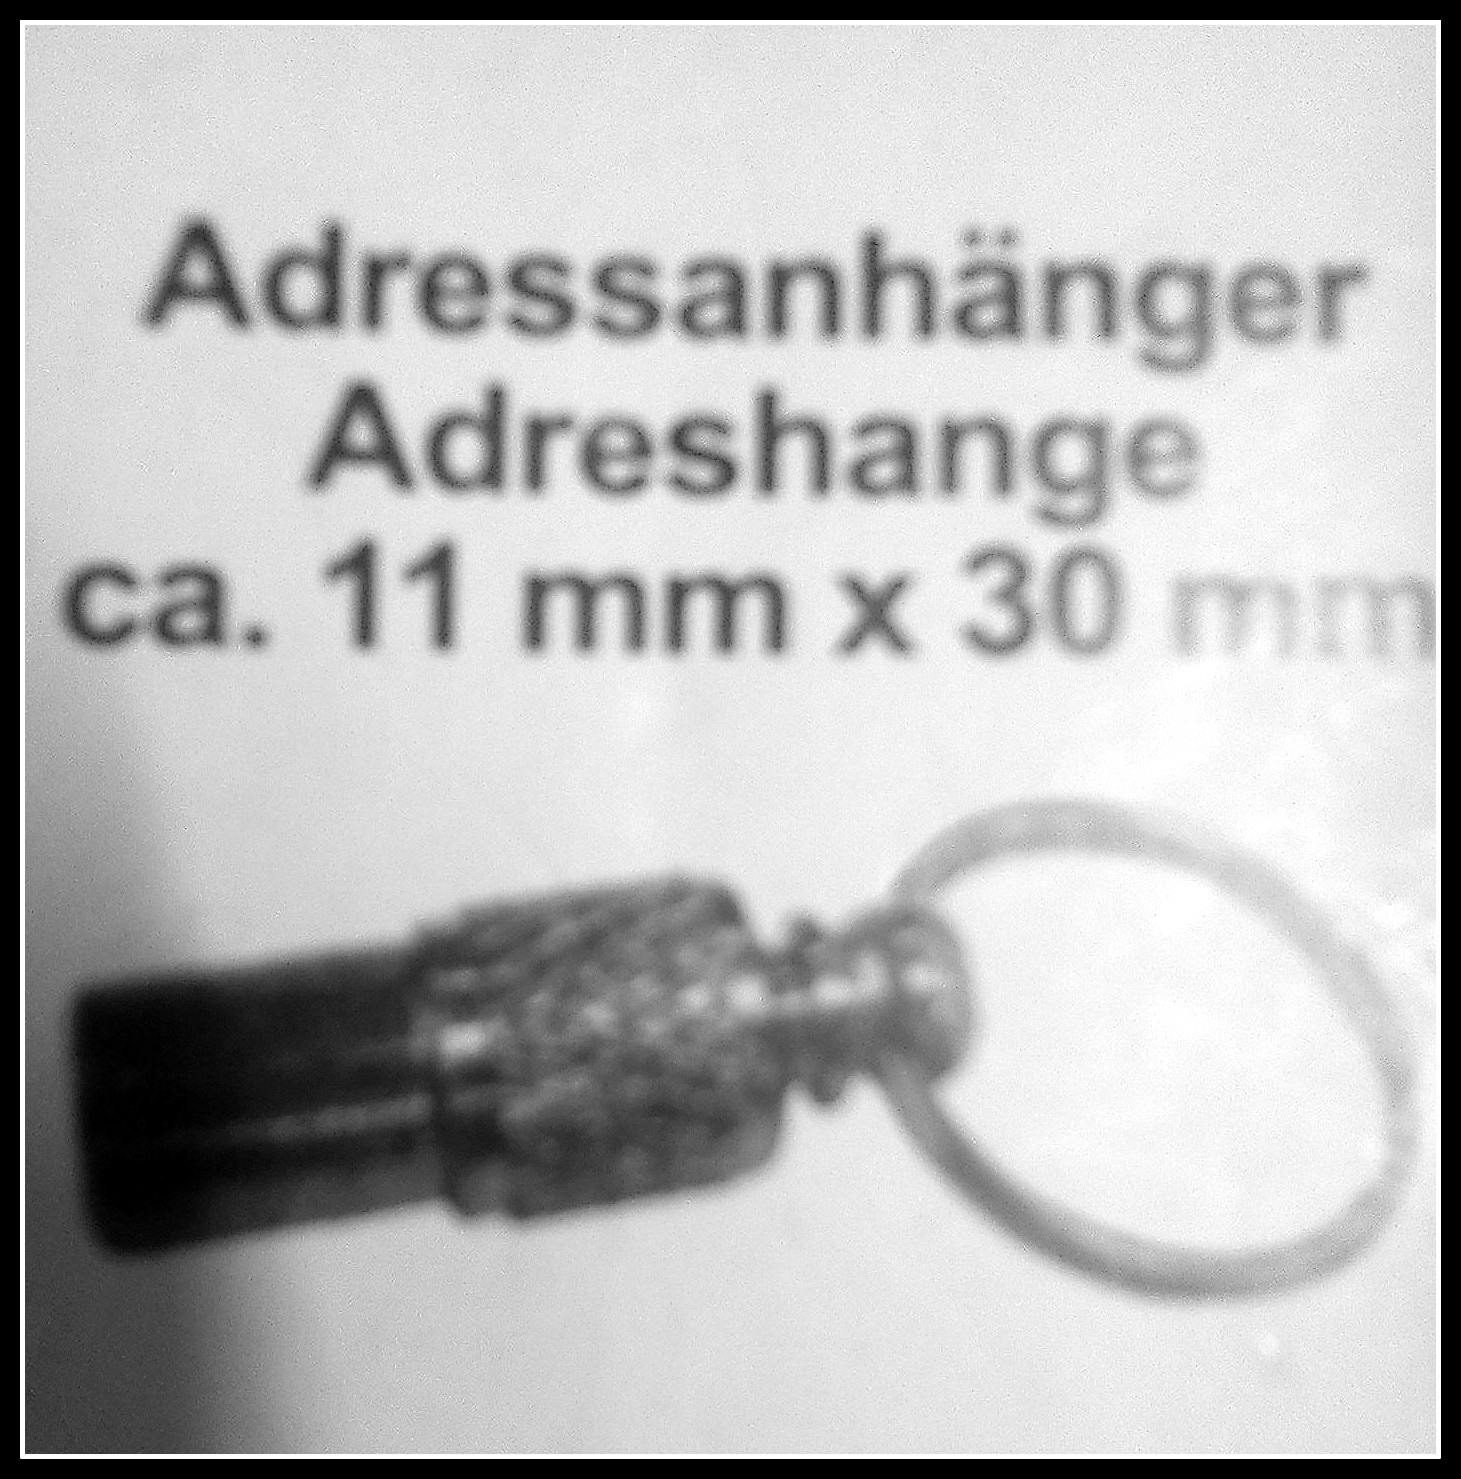 Adressanhänger
Adreshange
ca. 11 mm x 30 mm